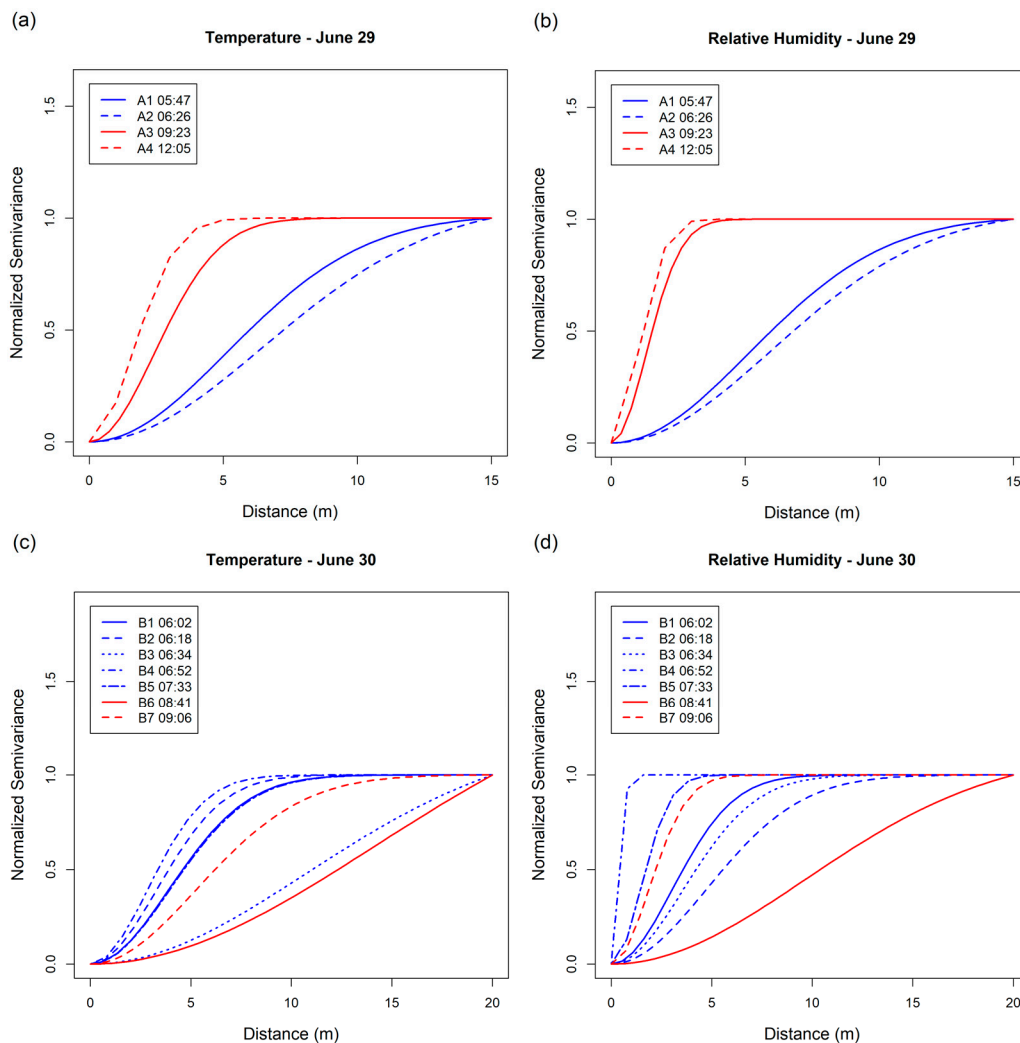 (a)
Temperature - June 29
A1 05:47
A2 06:26
A3 09:23
A4 12:05
Normalized Semivariance
0.0
0.5
1.0
1.5
0
5
10
15
Distance (m)
(b)
Relative Humidity - June 29
A1 05:47
A2 06:26
A3 09:23
A4 12:05
Normalized Semivariance
0.0
0.5
1.0
1.5
0
5
10
15
Distance (m)
(c)
Temperature - June 30
B1 06:02
B2 06:18
B3 06:34
B4 06:52
B5 07:33
B6 08:41
B7 09:06
Normalized Semivariance
0.0
0.5
1.0
1.5
0
5
10
15
20
Distance (m)
(d)
Relative Humidity - June 30
B1 06:02
B2 06:18
B3 06:34
B4 06:52
B5 07:33
B6 08:41
B7 09:06
Normalized Semivariance
0.0
0.5
1.0
1.5
0
5
10
15
20
Distance (m)